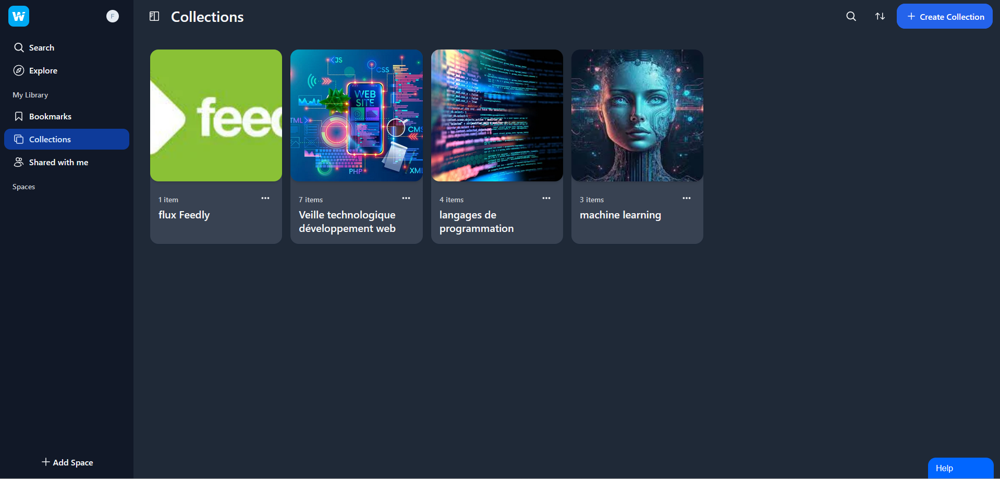 W
F
Search
Explore
My Library
Bookmarks
Collections
Shared with me
Spaces
Add Space
Collections
Create Collection
feed
JS
CSS
WEB
SITE
TML
CMS
PHP
XML
1 item
flux Feedly
7 items
Veille technologique
développement web
4 items
langages de
programmation
3 items
machine learning
Help